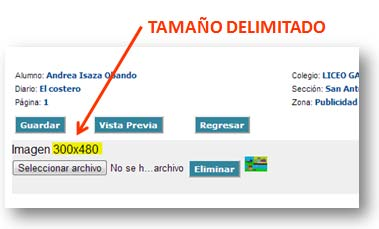 TAMAÑO DELIMITADO
Alumno: Andrea Isaza Obando
Colegio: LICEO GA
Diario: El costero
Sección: San Ant
Página: 1
Zona: Publicidad
Guardar
Vista Previa
Regresar
Imagen 300x480
Seleccionar archivo
No se h...archivo
Eliminar